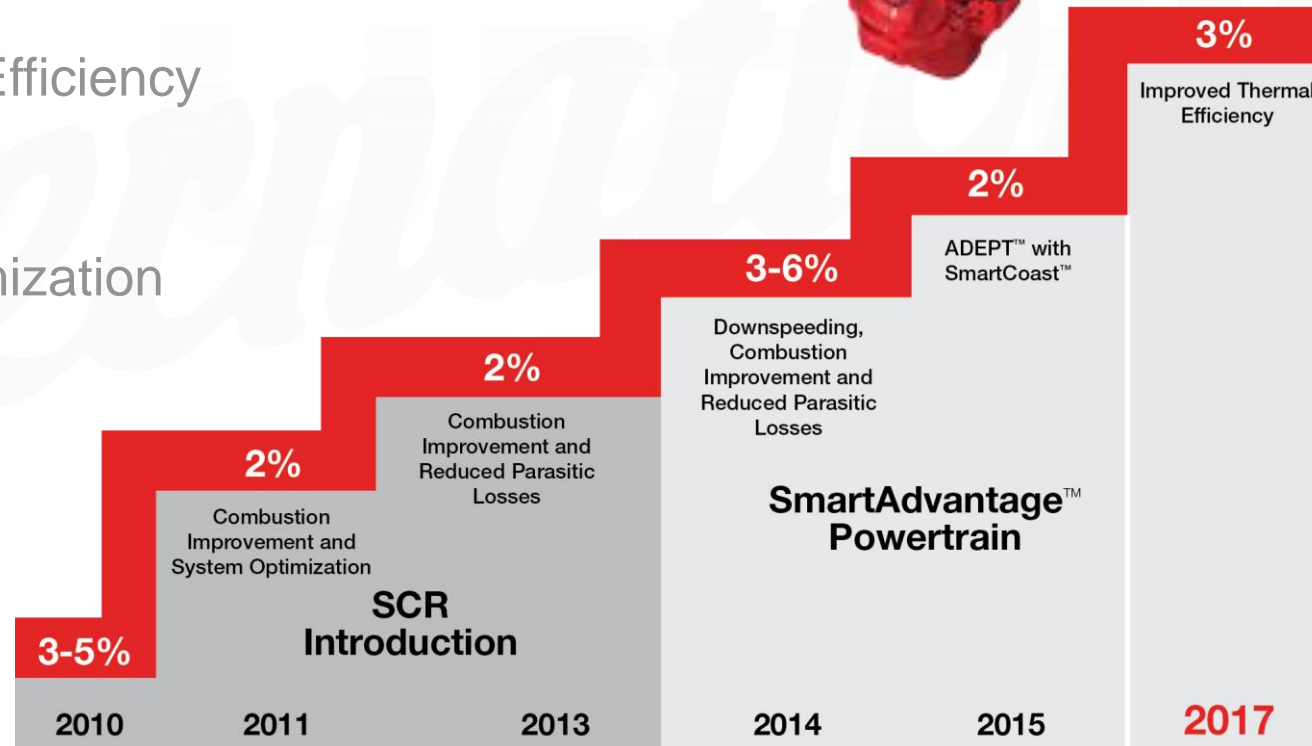 Efficiency
nization
3%
Improved Thermal
Efficiency
2%
ADEPT™ with
SmartCoast™
3-6%
Downspeeding,
Combustion
Improvement and
Reduced Parasitic
Losses
2%
Combustion
Improvement and
Reduced Parasitic
Losses
2%
Combustion
Improvement and
System Optimization
3-5%
SCR
Introduction
SmartAdvantage™
Powertrain
2010
2011
2013
2014
2015
2017